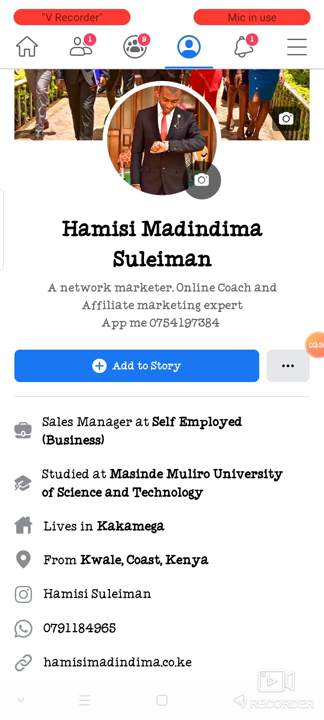 "V Recorder"
Mic in use
1
9
1
Hamisi Madindima
Suleiman
A network marketer, Online Coach and
Affiliate marketing expert
App me 0754197384
Add to Story
Sales Manager at Self Employed
(Business)
Studied at Masinde Muliro University
of Science and Technology
Lives in Kakamega
From Kwale, Coast, Kenya
Hamisi Suleiman
0791184965
hamisimadindima.co.ke
RECORDER